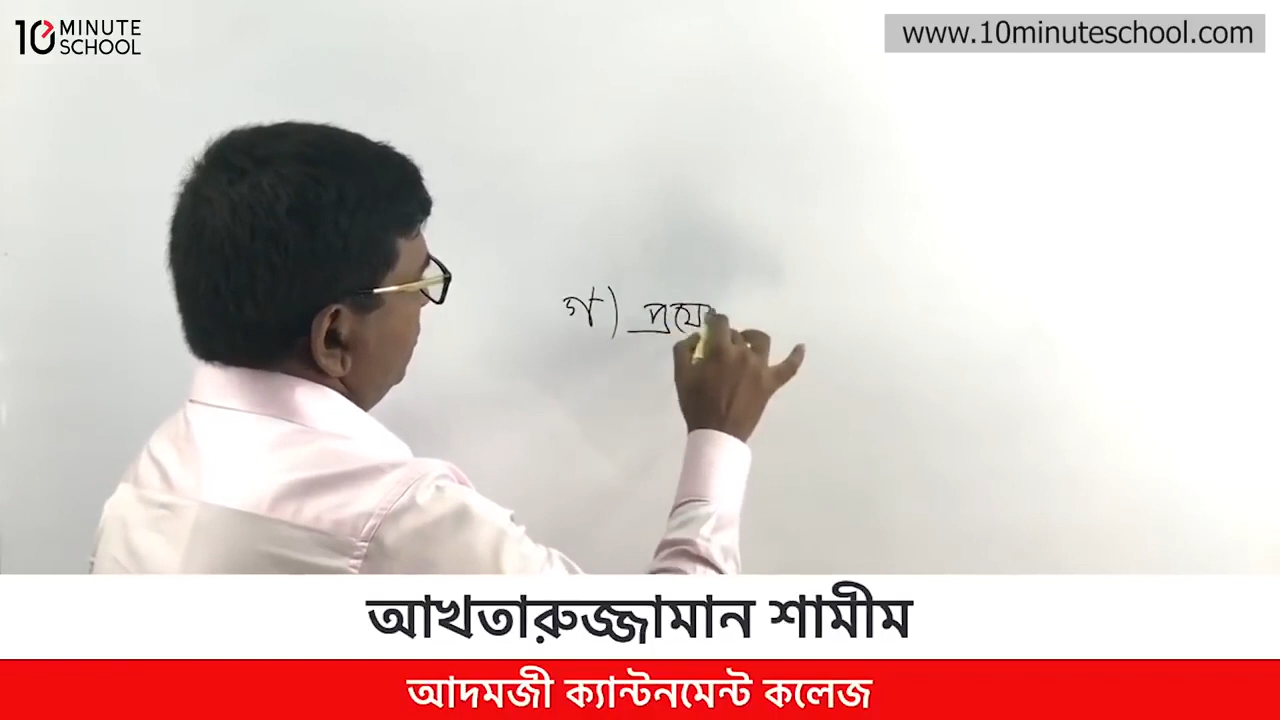 10 MINUTE SCHOOL
www.10minuteschool.com
গ) প্রযো
আখতারুজ্জামান শামীম
আদমজী ক্যান্টনমেন্ট কলেজ